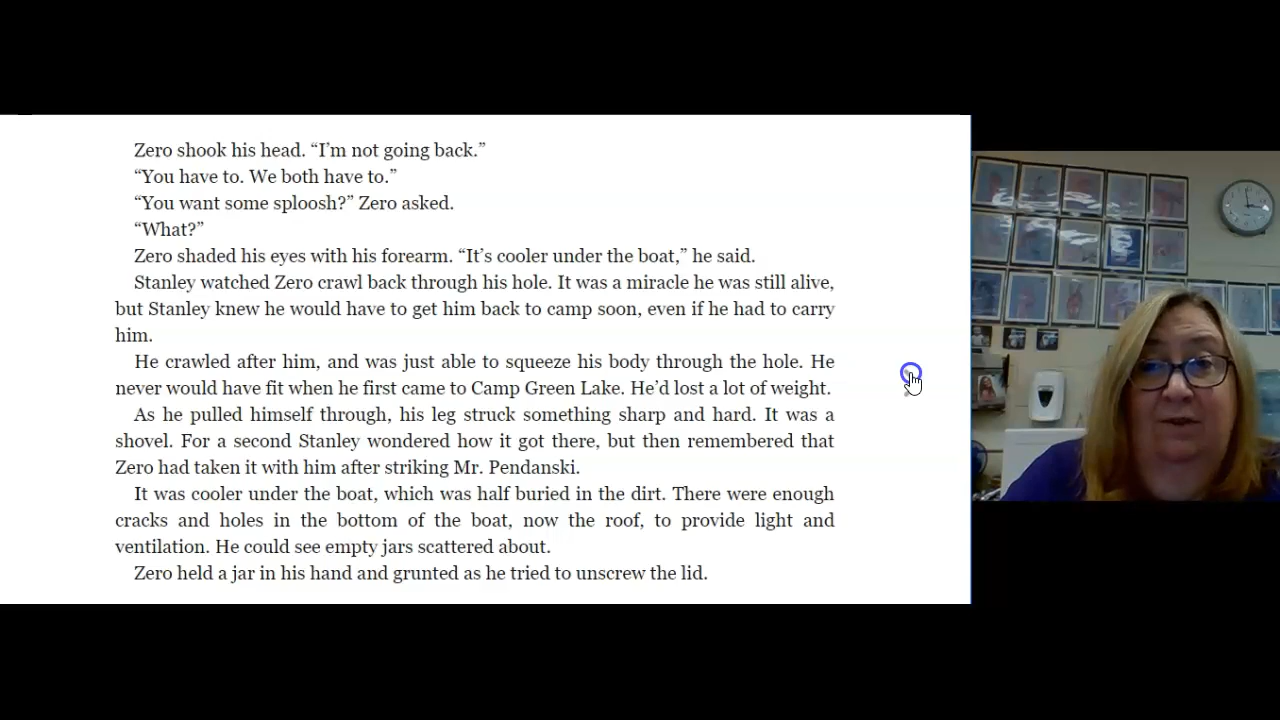 Zero shook his head. “I’m not going back.”
“You have to. We both have to.”
“You want some sploosh?” Zero asked.
“What?”
Zero shaded his eyes with his forearm. “It’s cooler under the boat,” he said.
Stanley watched Zero crawl back through his hole. It was a miracle he was still alive,
but Stanley knew he would have to get him back to camp soon, even if he had to carry
him.
He crawled after him, and was just able to squeeze his body through the hole. He
never would have fit when he first came to Camp Green Lake. He’d lost a lot of weight.
As he pulled himself through, his leg struck something sharp and hard. It was a
shovel. For a second Stanley wondered how it got there, but then remembered that
Zero had taken it with him after striking Mr. Pendanski.
It was cooler under the boat, which was half buried in the dirt. There were enough
cracks and holes in the bottom of the boat, now the roof, to provide light and
ventilation. He could see empty jars scattered about.
Zero held a jar in his hand and grunted as he tried to unscrew the lid.